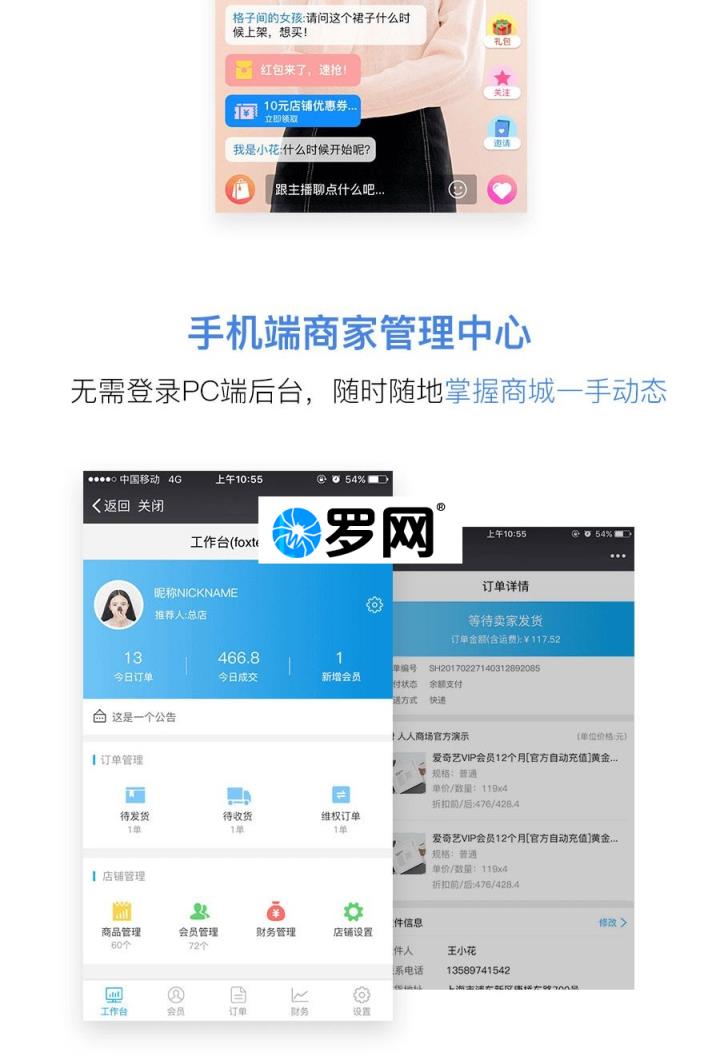 格子间的女孩:请问这个裙子什么时
候上架，想买！
礼包
红包来了，速抢！
关注
10元店铺优惠券...
立即领取
邀请
我是小花:什么时候开始呢?
跟主播聊点什么吧...
手机端商家管理中心
无需登录PC端后台，随时随地掌握商城一手动态
中国移动 4G 上午10:55 54%
返回 关闭
罗网®
工作台(foxte
昵称NICKNAME
推荐人:总店
13 466.8 1
今日订单 今日成交 新增会员
这是一个公告
订单管理
待发货 待收货 维权订单
1单 1单 1单
店铺管理
商品管理 会员管理 财务管理 店铺设置
60个 72个
工作台 会员 订单 财务 设置
上午10:55 54%
订单详情
等待卖家发货
订单金额(含运费):￥117.52
单编号 SH20170227140312892085
付状态 余额支付
送方式 快递
人人商场官方演示 (单位价格:元)
爱奇艺VIP会员12个月[官方自动充值]黄金...
规格：普通
单价/数量：119x4
折扣前/后:476/428.4
爱奇艺VIP会员12个月[官方自动充值]黄金...
规格：普通
单价/数量：119x4
折扣前/后:476/428.4
件信息 修改
件人 王小花
系电话 13589741542